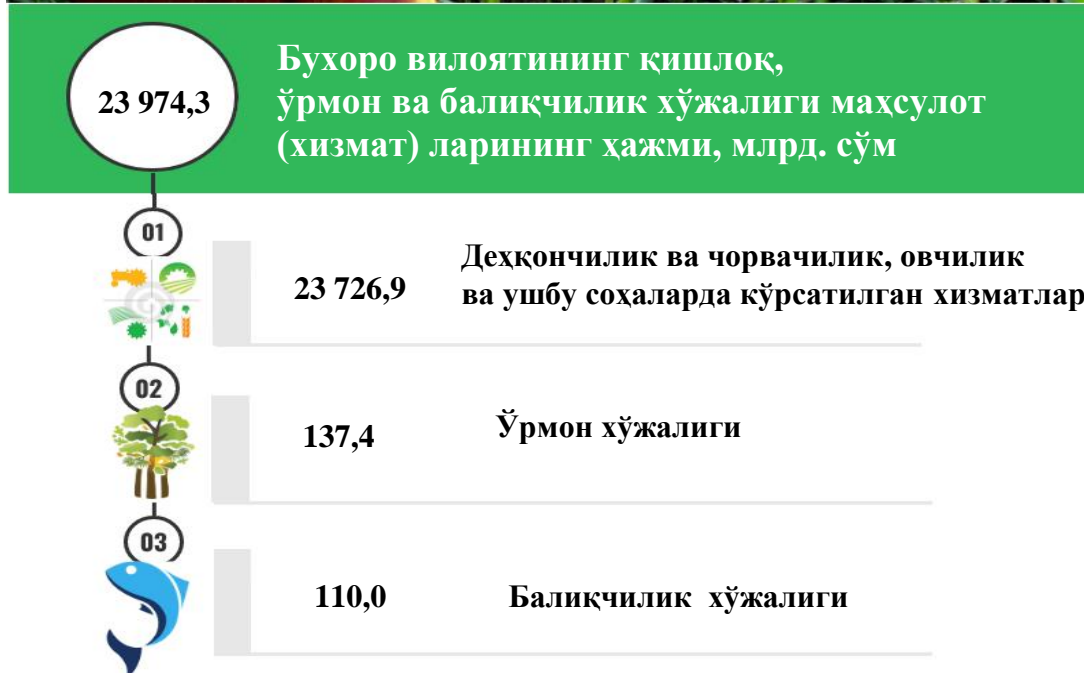 23 974,3
Бухоро вилоятининг қишлоқ,
ўрмон ва балиқчилик хўжалиги маҳсулот
(хизмат) ларининг ҳажми, млрд. сўм
01
23 726,9
Деҳқончилик ва чорвачилик, овчилик
ва ушбу соҳаларда кўрсатилган хизматлар
02
137,4
Ўрмон хўжалиги
03
110,0
Балиқчилик хўжалиги